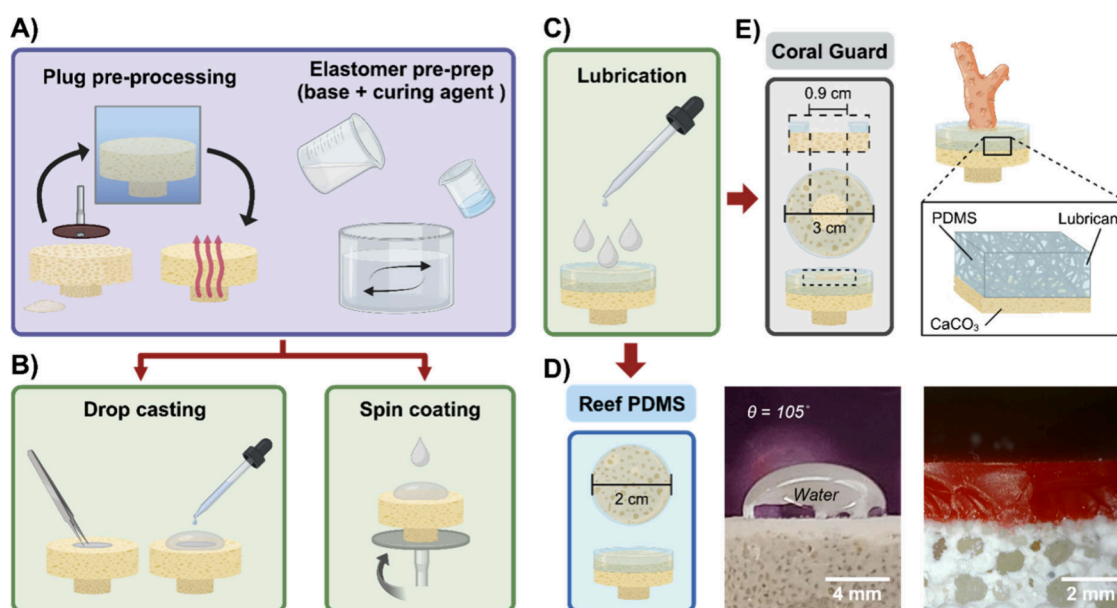 A)
Plug pre-processing
Elastomer pre-prep
(base + curing agent )
B)
Drop casting
Spin coating
C)
Lubrication
E)
Coral Guard
0.9 cm
3 cm
PDMS
Lubrican
CaCO₃
D)
Reef PDMS
2 cm
θ = 105°
Water
4 mm
2 mm